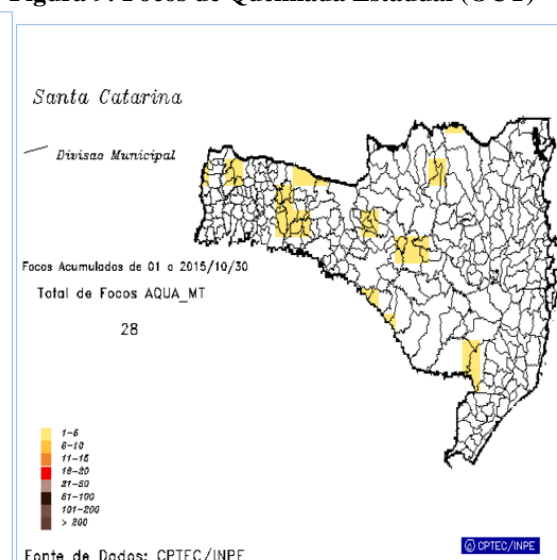 Figura 9: Focos de Queimada Estadual (OUT)
Santa Catarina
Divisao Municipal
Focos Acumulados de 01 a 2015/10/30
Total de Focos AQUA_MT
28
1-5
6-10
11-15
16-20
21-50
51-100
101-200
> 200
Fonte de Dados: CPTEC/INPE
@ CPTEC/INPE